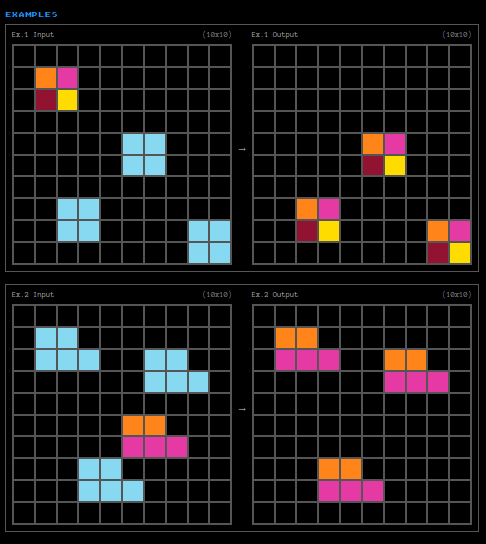 EXAMPLES
Ex.1 Input (10x10) Ex.1 Output (10x10)
→
Ex.2 Input (10x10) Ex.2 Output (10x10)
→